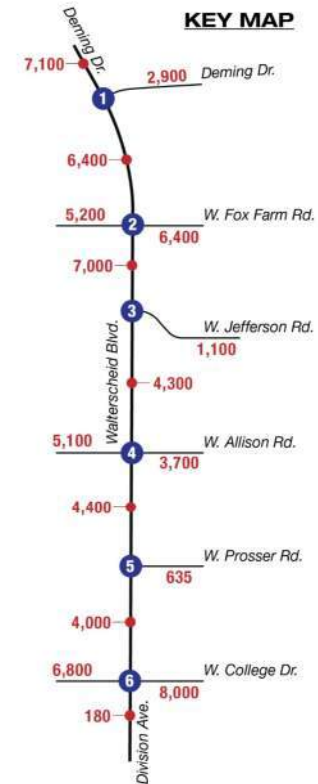 KEY MAP
Deming Dr.
7,100
2,900
Deming Dr.
1
6,400
5,200
W. Fox Farm Rd.
2
6,400
7,000
3
W. Jefferson Rd.
1,100
Walterscheid Blvd.
4,300
5,100
W. Allison Rd.
4
3,700
4,400
W. Prosser Rd.
5
635
4,000
6,800
W. College Dr.
6
8,000
180
Division Ave.